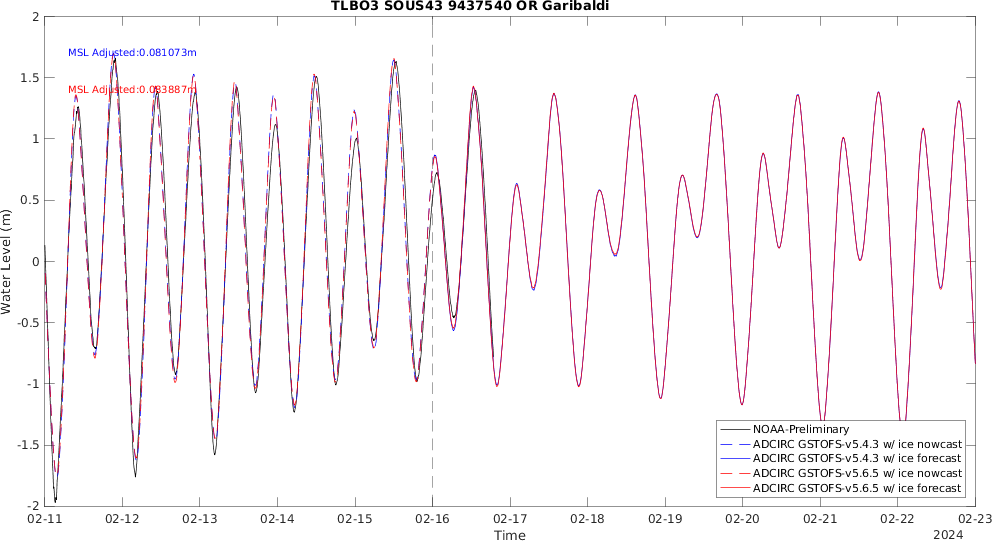 TLBO3 SOUS43 9437540 OR Garibaldi
MSL Adjusted:0.081073m
MSL Adjusted:0.083887m
2
1.5
1
0.5
0
-0.5
-1
-1.5
-2
Water Level (m)
02-11 02-12 02-13 02-14 02-15 02-16 02-17 02-18 02-19 02-20 02-21 02-22 02-23
Time
2024
NOAA-Preliminary
ADCIRC GSTOFS-v5.4.3 w/ ice nowcast
ADCIRC GSTOFS-v5.4.3 w/ ice forecast
ADCIRC GSTOFS-v5.6.5 w/ ice nowcast
ADCIRC GSTOFS-v5.6.5 w/ ice forecast